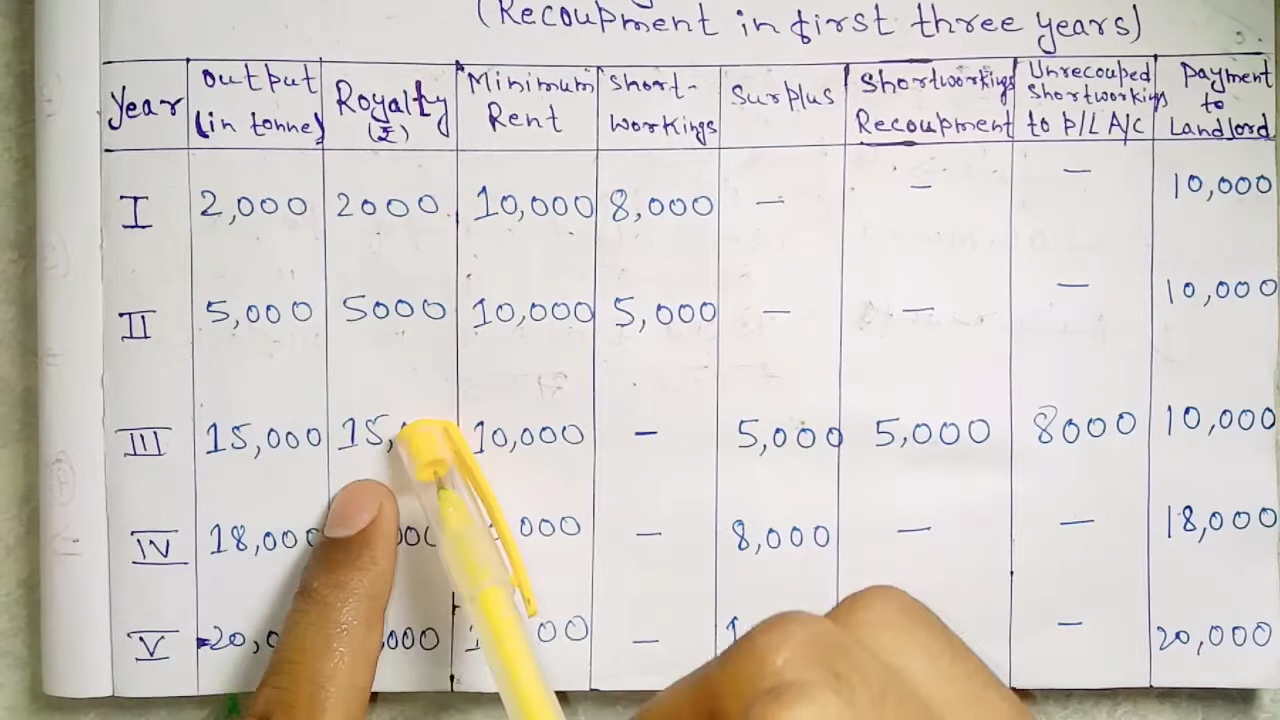 (Recoupment in first three years)
Year Output (in tonne) Royalty (₹) Minimum Rent Short-workings Surplus Shortworkings Recoupment Unrecouped Shortworkings to P/L A/C Payment to Landlord
I 2,000 2000 10,000 8,000 — — — 10,000
II 5,000 5000 10,000 5,000 — — — 10,000
III 15,000 10,000 — 5,000 5,000 8000 10,000
IV 18,000 — 8,000 — — 18,000
V — — 20,000